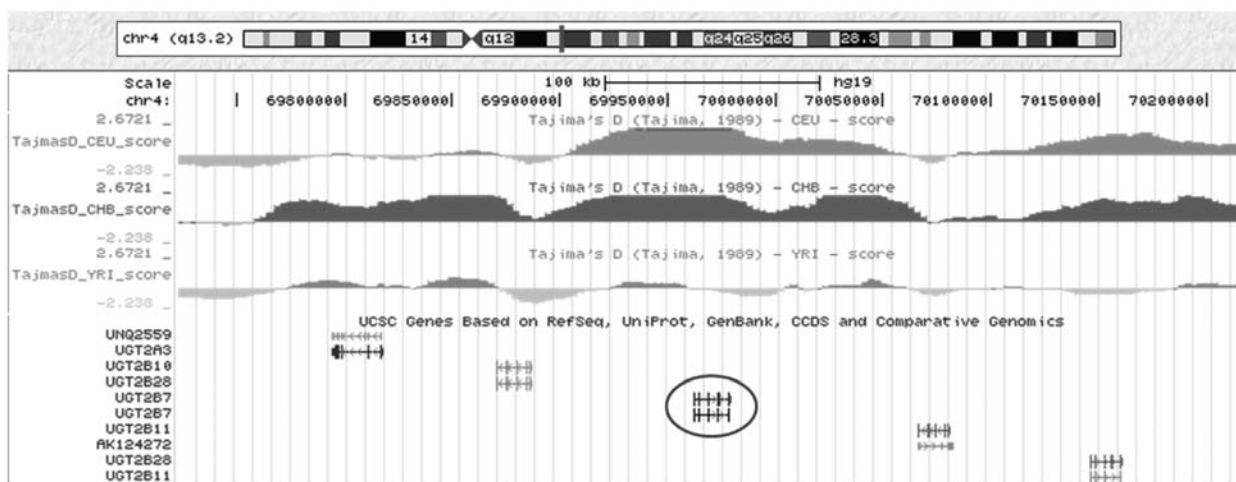 chr4 (q13.2) 14 q12 q24 q25 q26 28.3
Scale 100 kb hg19
chr4: 69800000 69850000 69900000 69950000 70000000 70050000 70100000 70150000 70200000
2.6721 _ Tajima's D (Tajima, 1989) - CEU - score
TajmasD_CEU_score
-2.238 _
2.6721 _ Tajima's D (Tajima, 1989) - CHB - score
TajmasD_CHB_score
-2.238 _
2.6721 _ Tajima's D (Tajima, 1989) - YRI - score
TajmasD_YRI_score
-2.238 _
UCSC Genes Based on RefSeq, UniProt, GenBank, CCDS and Comparative Genomics
UNQ2559
UGT2A3
UGT2B10
UGT2B28
UGT2B7
UGT2B7
UGT2B11
AK124272
UGT2B28
UGT2B11